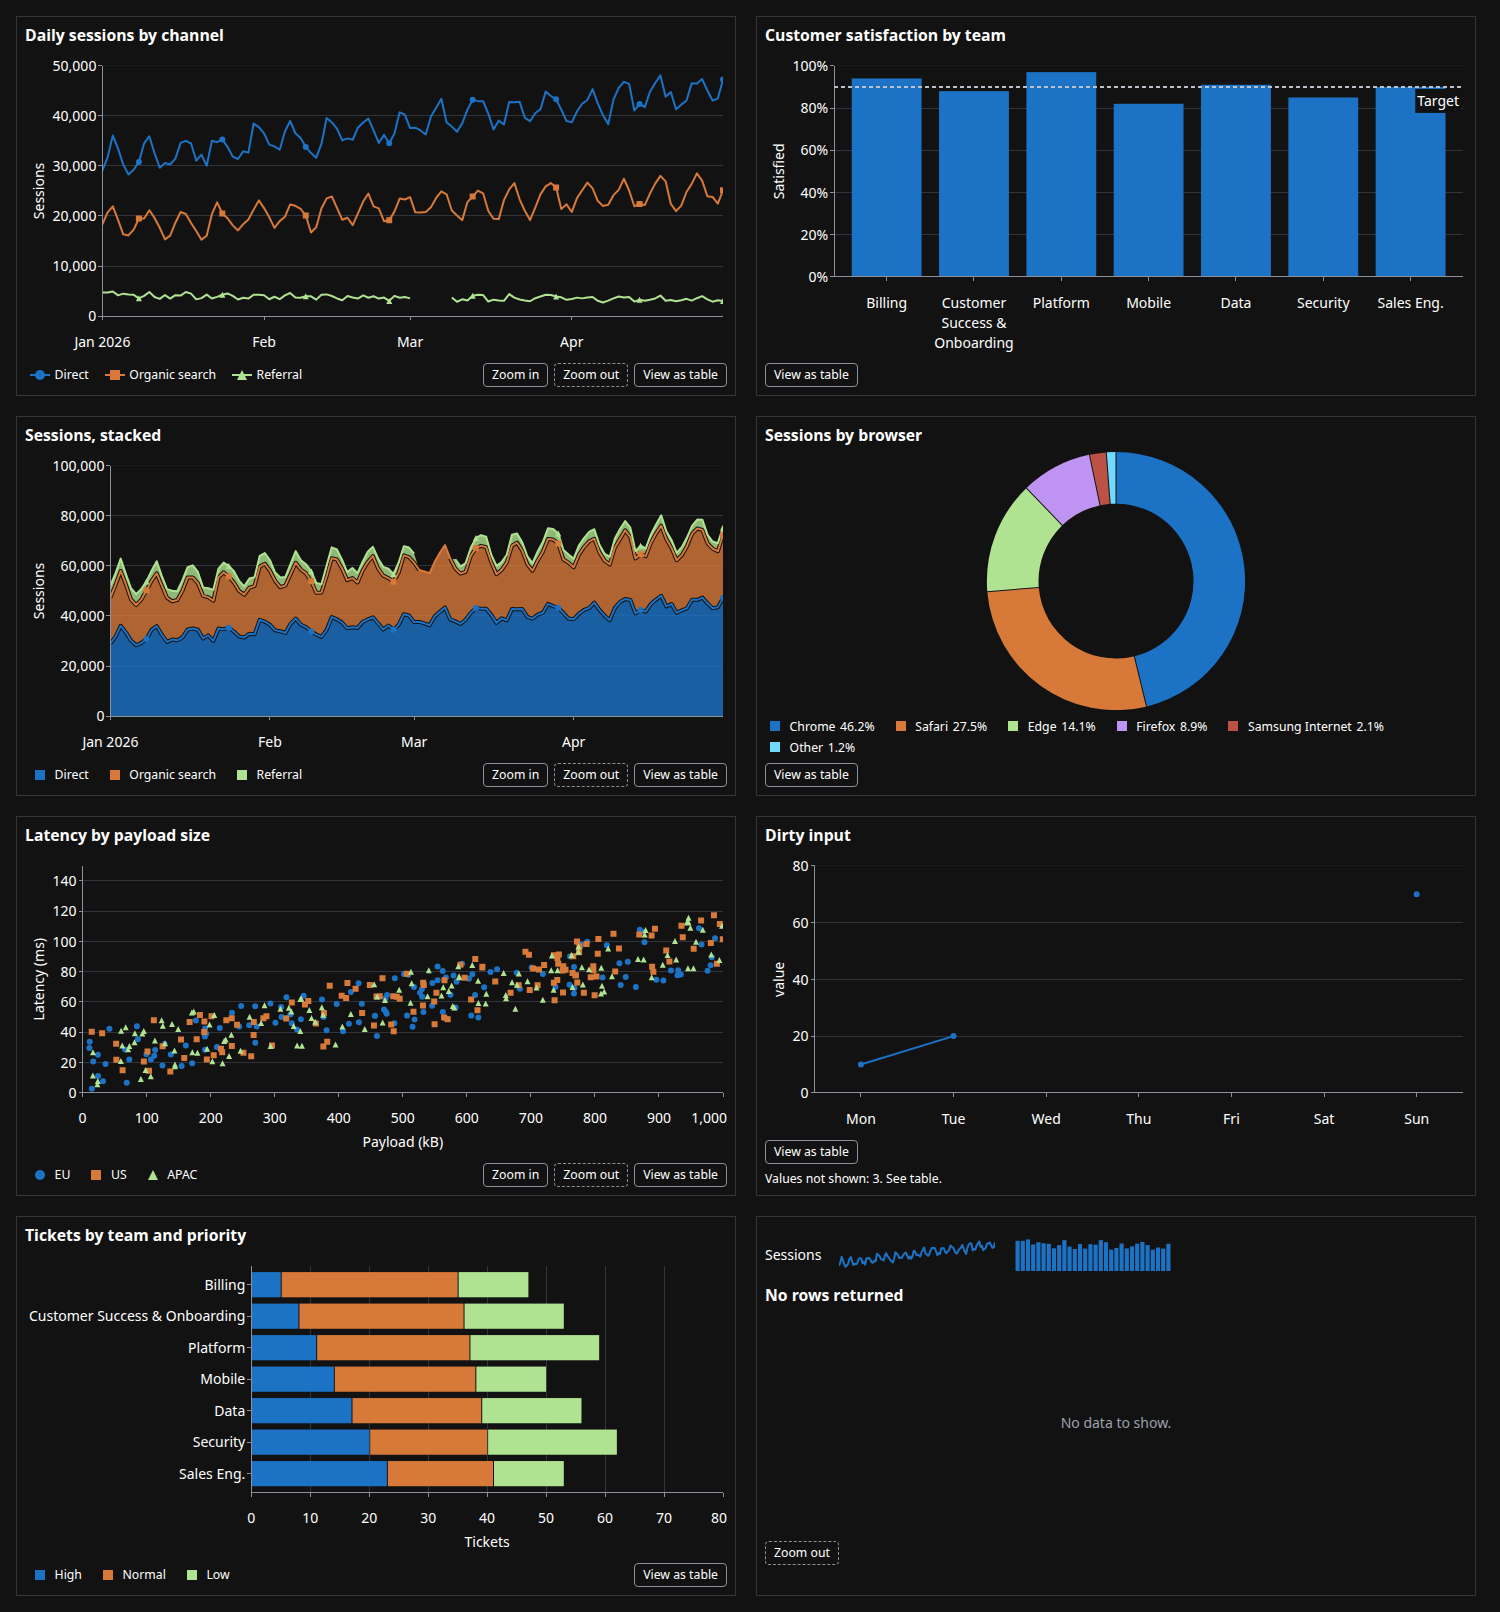 Daily sessions by channel
50,000
40,000
30,000
20,000
10,000
0
Sessions
Jan 2026 Feb Mar Apr
Direct Organic search Referral
Zoom in Zoom out View as table
Customer satisfaction by team
100%
80%
60%
40%
20%
0%
Satisfied
Target
Billing Customer Success & Onboarding Platform Mobile Data Security Sales Eng.
View as table
Sessions, stacked
100,000
80,000
60,000
40,000
20,000
0
Sessions
Jan 2026 Feb Mar Apr
Direct Organic search Referral
Zoom in Zoom out View as table
Sessions by browser
Chrome 46.2% Safari 27.5% Edge 14.1% Firefox 8.9% Samsung Internet 2.1%
Other 1.2%
View as table
Latency by payload size
140
120
100
80
60
40
20
0
Latency (ms)
0 100 200 300 400 500 600 700 800 900 1,000
Payload (kB)
EU US APAC
Zoom in Zoom out View as table
Dirty input
80
60
40
20
0
value
Mon Tue Wed Thu Fri Sat Sun
View as table
Values not shown: 3. See table.
Tickets by team and priority
Billing
Customer Success & Onboarding
Platform
Mobile
Data
Security
Sales Eng.
0 10 20 30 40 50 60 70 80
Tickets
High Normal Low
View as table
Sessions
No rows returned
No data to show.
Zoom out